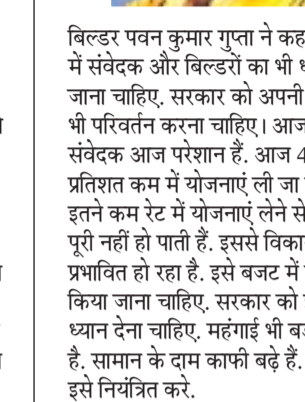 बिल्डर पवन कुमार गुप्ता ने कह
में संवेदक और बिल्डरों का भी
जाना चाहिए. सरकार को अपनी
भी परिवर्तन करना चाहिए। आज
संवेदक आज परेशान हैं. आज 4
प्रतिशत कम में योजनाएं ली जा
इतने कम रेट में योजनाएं लेने से
पूरी नहीं हो पाती हैं. इससे विका
प्रभावित हो रहा है. इसे बजट में
किया जाना चाहिए. सरकार को
ध्यान देना चाहिए. महंगाई भी ब
है. सामान के दाम काफी बढ़े हैं.
इसे नियंत्रित करे.